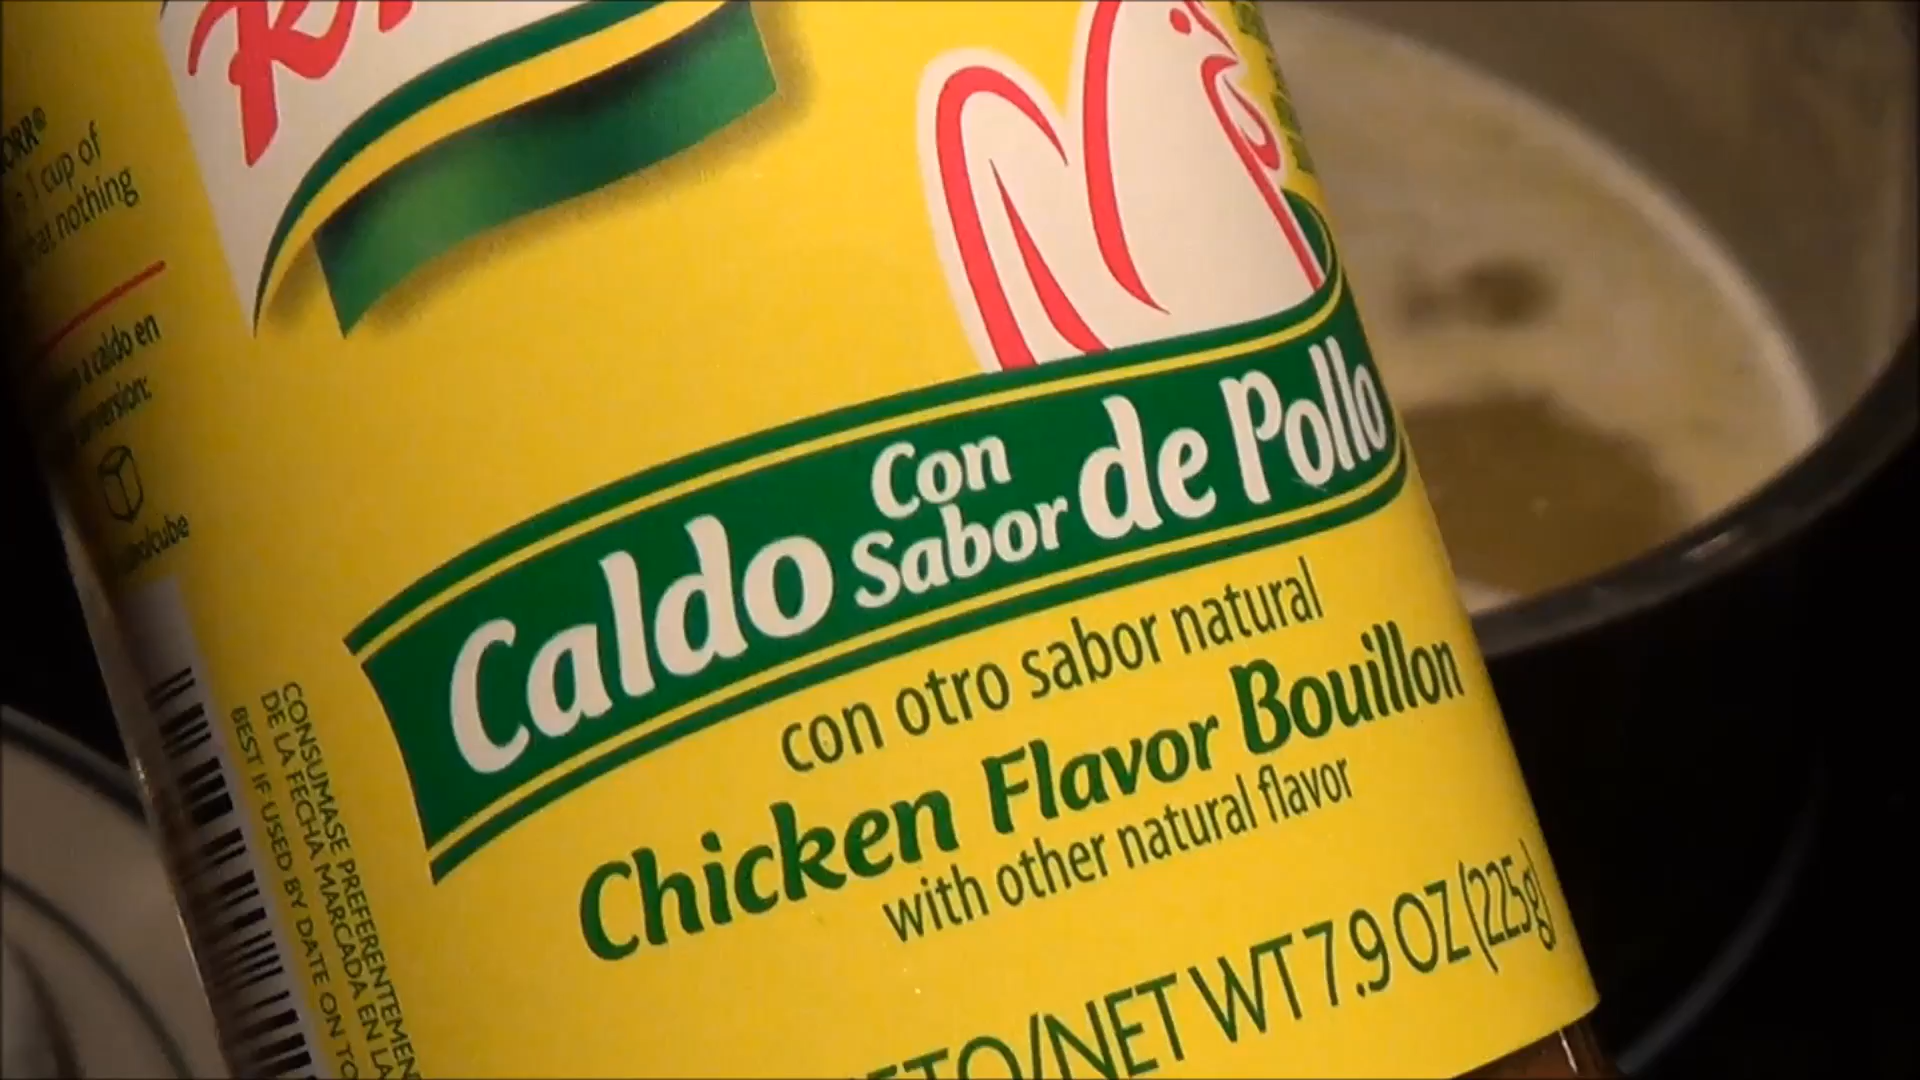 1 cup of
nothing
caldo en
Caldo Con Sabor de Pollo
con otro sabor natural
Chicken Flavor Bouillon
with other natural flavor
NET WT 7.9 OZ (225g)
CONSUMASE PREFERENTEMEN
DE LA FECHA MARCADA EN LA
BEST IF USED BY DATE ON TO